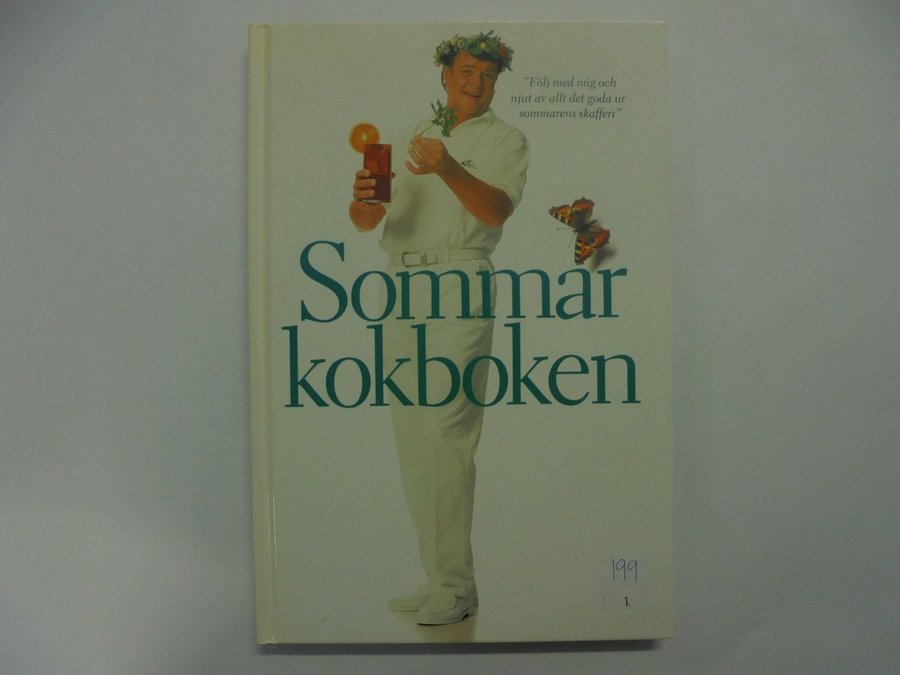 "Följ med mig och
njut av allt det goda ur
sommarens skafferi"
Sommar
kokboken
199
1.